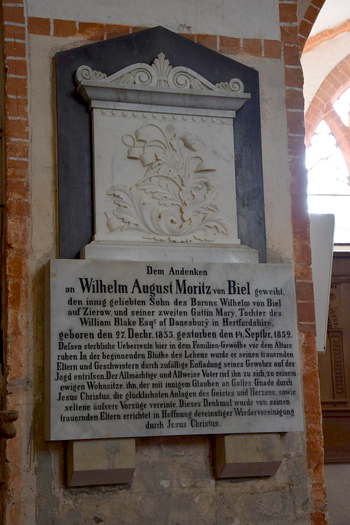 Dem Andenken
an Wilhelm August Moritz von Biel geweiht,
den innig geliebten Sohn des Barons Wilhelm von Biel
auf Zierow und seiner zweiten Gattin Mary, Tochter des
William Blake Esqr. of Danesbury in Hertfordshire,
geboren den 27. Decbr. 1833. gestorben den 14. Septbr. 1859.
Dessen sterbliche Ueberreste hier in dem Familien-Gewölbe vor dem Altare
ruhen. In der beginnenden Blüthe des Lebens wurde er seinen trauernden
Eltern und Geschwistern durch zufällige Entladung seines Gewehrs auf der
Jagd entrissen. Der Allmächtige und Allweise Vater rief ihn zu sich, zu seinem
ewigen Wohnsitze, ihn, der mit innigem Glauben an Gottes Gnade durch
Jesus Christus, die glücklichsten Anlagen des Geistes und Herzens, sowie
seltene äufsere Vorzüge vereinte. Dieses Denkmal wurde von seinen
trauernden Eltern errichtet in Hoffnung dereinstiger Wiedervereinigung
durch Jesus Christus.